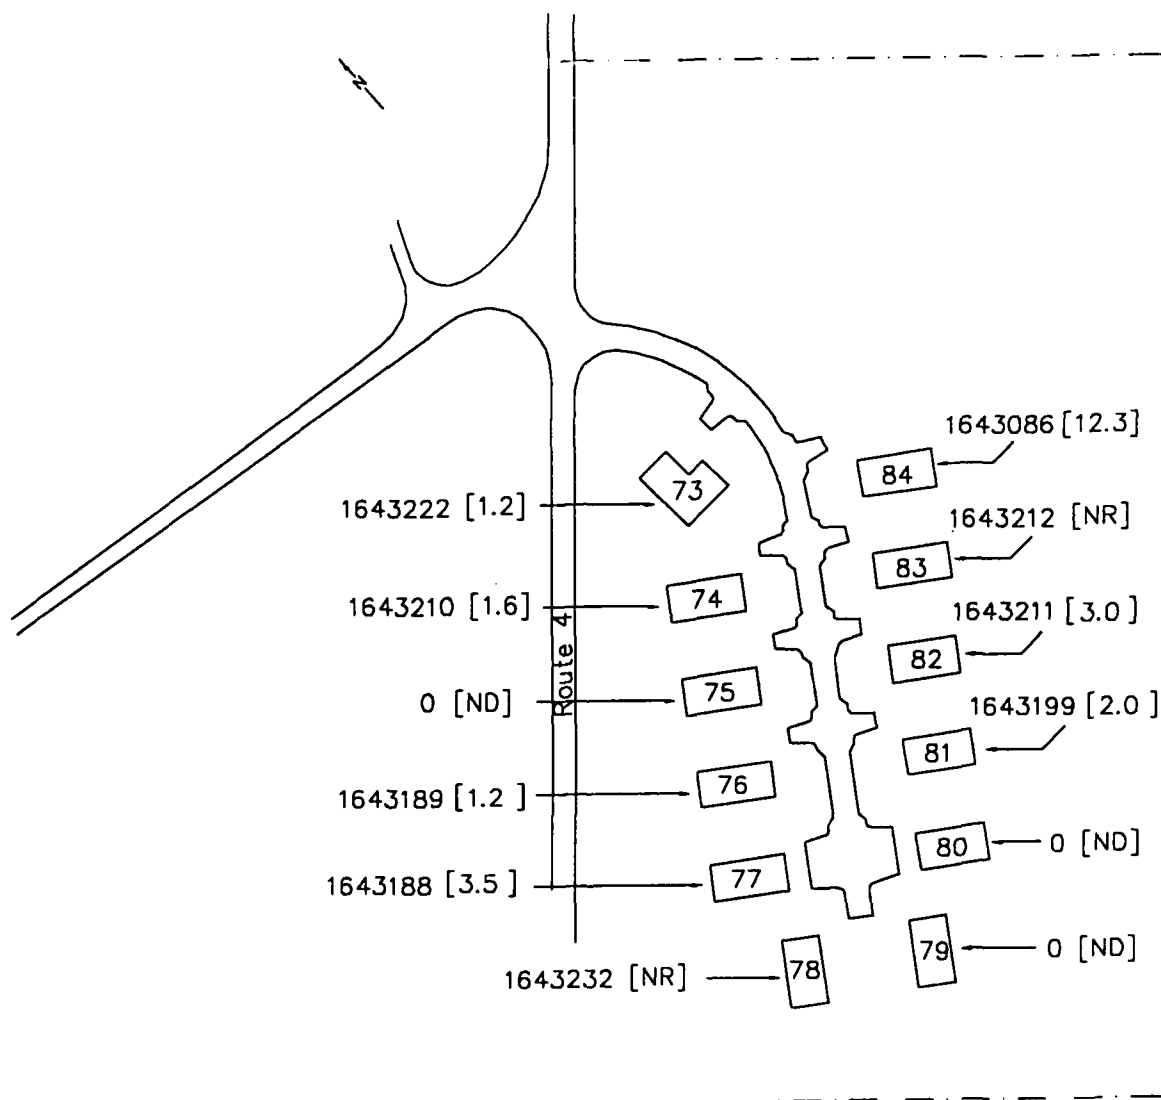 N
1643086 [12.3]
84
73
1643222 [1.2]
1643212 [NR]
83
74
1643210 [1.6]
1643211 [3.0 ]
82
Route 4
75
0 [ND]
1643199 [2.0 ]
81
76
1643189 [1.2 ]
80
0 [ND]
77
1643188 [3.5 ]
79
0 [ND]
78
1643232 [NR]